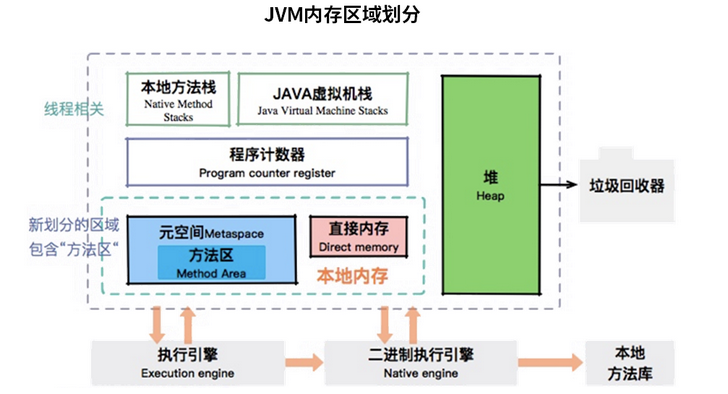 JVM内存区域划分
线程相关
本地方法栈
Native Method
Stacks
JAVA虚拟机栈
Java Virtual Machine Stacks
程序计数器
Program counter register
堆
Heap
垃圾回收器
新划分的区域
包含“方法区“
元空间Metaspace
方法区
Method Area
直接内存
Direct memory
本地内存
执行引擎
Execution engine
二进制执行引擎
Native engine
本地
方法库